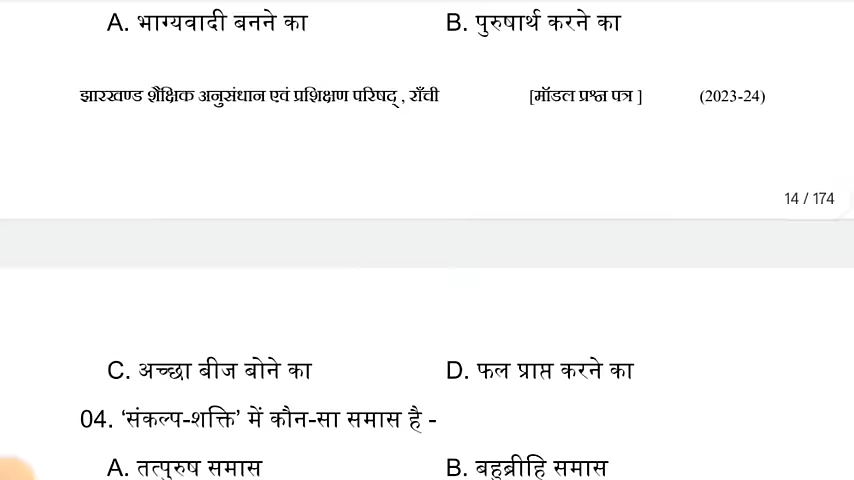 A. भाग्यवादी बनने का B. पुरुषार्थ करने का
झारखण्ड शैक्षिक अनुसंधान एवं प्रशिक्षण परिषद् , राँची [मॉडल प्रश्न पत्र ] (2023-24)
14 / 174
C. अच्छा बीज बोने का D. फल प्राप्त करने का
04. ‘संकल्प-शक्ति’ में कौन-सा समास है -
A. तत्पुरुष समास B. बहुव्रीहि समास